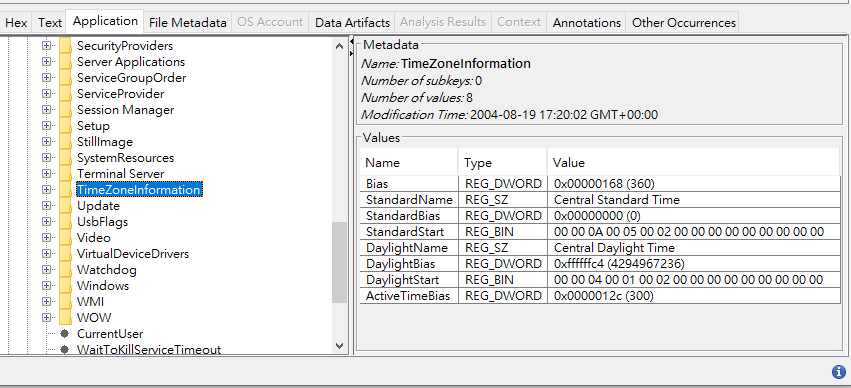 Hex Text Application File Metadata OS Account Data Artifacts Analysis Results Context Annotations Other Occurrences
SecurityProviders
Server Applications
ServiceGroupOrder
ServiceProvider
Session Manager
Setup
StillImage
SystemResources
Terminal Server
TimeZoneInformation
Update
UsbFlags
Video
VirtualDeviceDrivers
Watchdog
Windows
WMI
WOW
CurrentUser
WaitToKillServiceTimeout
Metadata
Name: TimeZoneInformation
Number of subkeys: 0
Number of values: 8
Modification Time: 2004-08-19 17:20:02 GMT+00:00
Values
Name Type Value
Bias REG_DWORD 0x00000168 (360)
StandardName REG_SZ Central Standard Time
StandardBias REG_DWORD 0x00000000 (0)
StandardStart REG_BIN 00 00 0A 00 05 00 02 00 00 00 00 00 00 00 00 00
DaylightName REG_SZ Central Daylight Time
DaylightBias REG_DWORD 0xffffffc4 (4294967236)
DaylightStart REG_BIN 00 00 04 00 01 00 02 00 00 00 00 00 00 00 00 00
ActiveTimeBias REG_DWORD 0x0000012c (300)